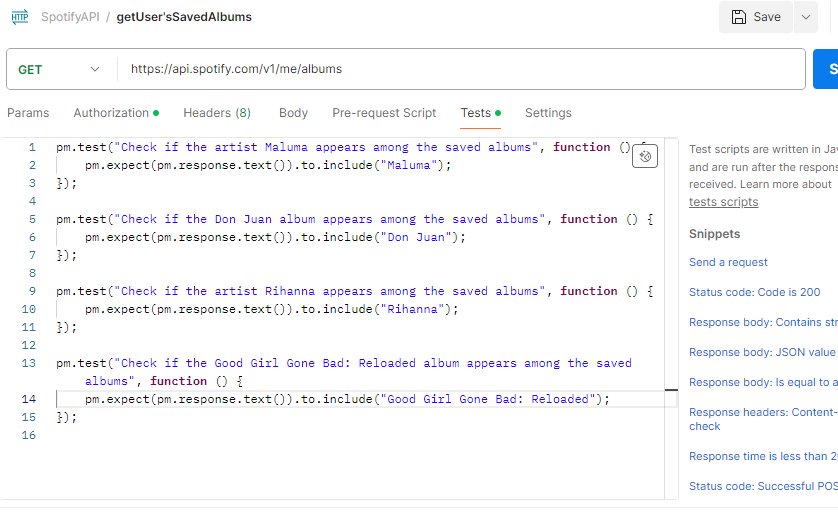 HTTP SpotifyAPI / getUser'sSavedAlbums Save
GET https://api.spotify.com/v1/me/albums S
Params Authorization Headers (8) Body Pre-request Script Tests Settings
1 pm.test("Check if the artist Maluma appears among the saved albums", function () {
2 pm.expect(pm.response.text()).to.include("Maluma");
3 });
4
5 pm.test("Check if the Don Juan album appears among the saved albums", function () {
6 pm.expect(pm.response.text()).to.include("Don Juan");
7 });
8
9 pm.test("Check if the artist Rihanna appears among the saved albums", function () {
10 pm.expect(pm.response.text()).to.include("Rihanna");
11 });
12
13 pm.test("Check if the Good Girl Gone Bad: Reloaded album appears among the saved
albums", function () {
14 pm.expect(pm.response.text()).to.include("Good Girl Gone Bad: Reloaded");
15 });
16
Test scripts are written in Jav
and are run after the respons
received. Learn more about
tests scripts
Snippets
Send a request
Status code: Code is 200
Response body: Contains str
Response body: JSON value
Response body: Is equal to a
Response headers: Content-
check
Response time is less than 2
Status code: Successful POS